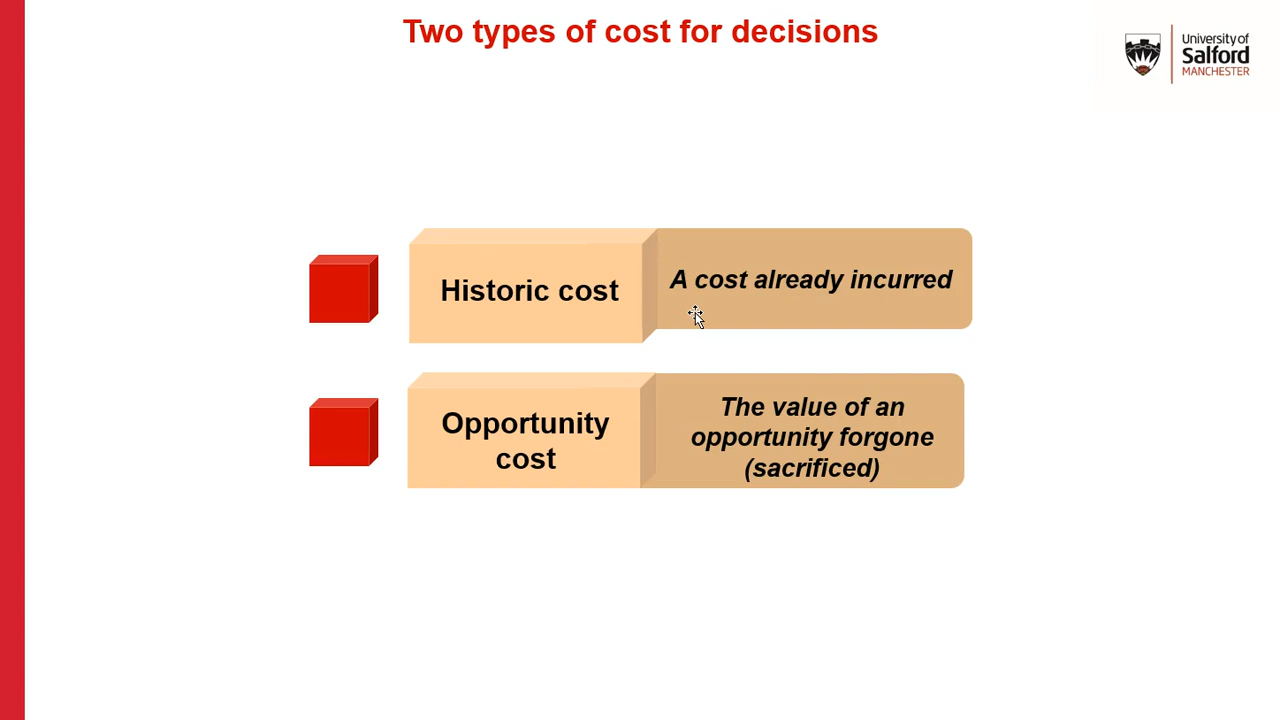 Two types of cost for decisions
University of
Salford
MANCHESTER
Historic cost
A cost already incurred
Opportunity
cost
The value of an
opportunity forgone
(sacrificed)